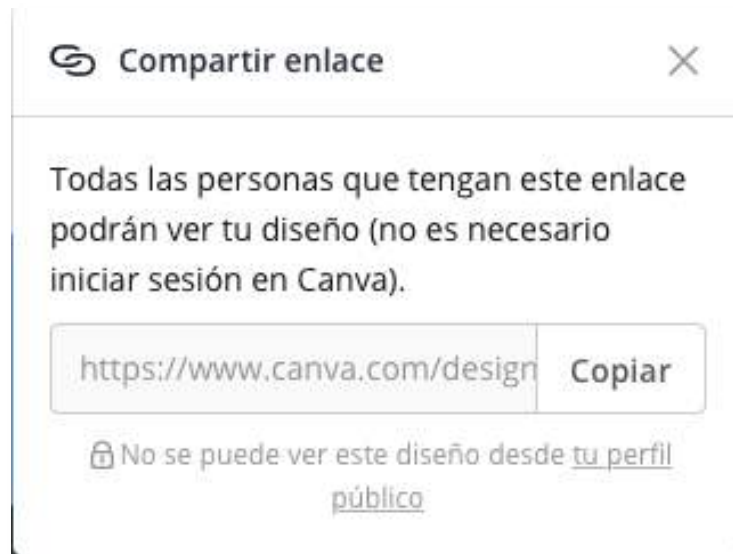 Compartir enlace
Todas las personas que tengan este enlace
podrán ver tu diseño (no es necesario
iniciar sesión en Canva).
https://www.canva.com/design Copiar
No se puede ver este diseño desde tu perfil
público